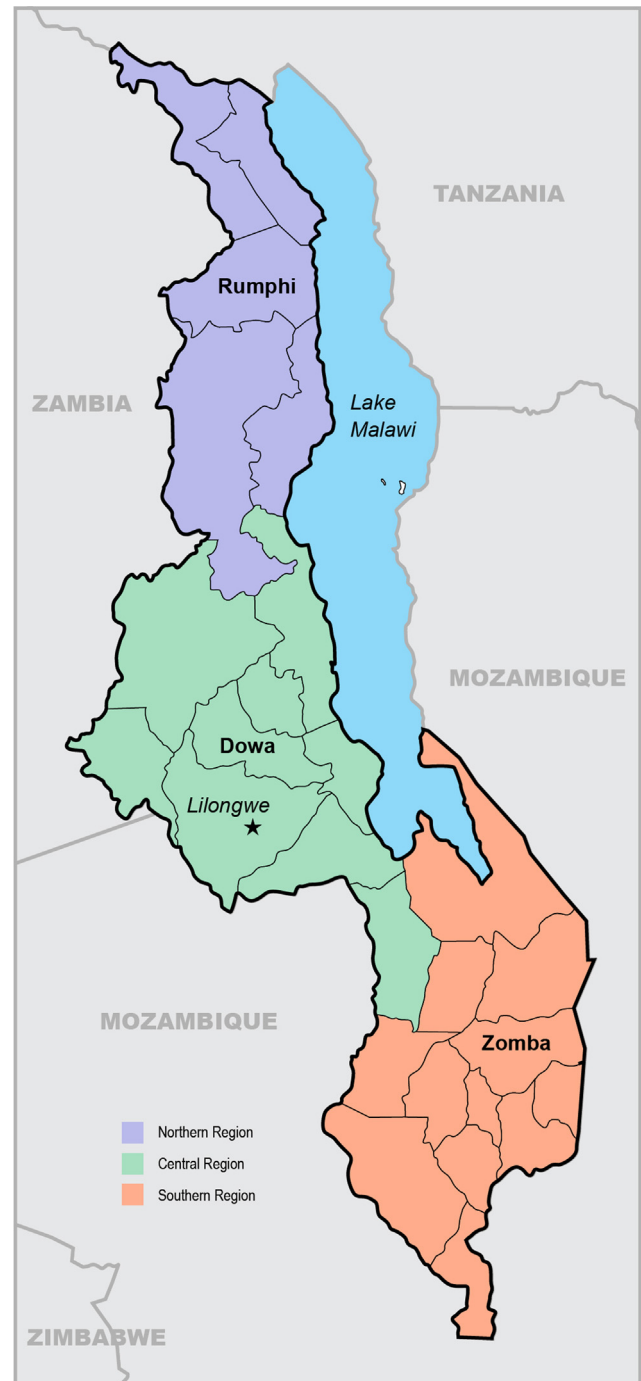 TANZANIA
Rumphi
ZAMBIA
Lake
Malawi
MOZAMBIQUE
Dowa
Lilongwe
MOZAMBIQUE
Zomba
Northern Region
Central Region
Southern Region
ZIMBABWE